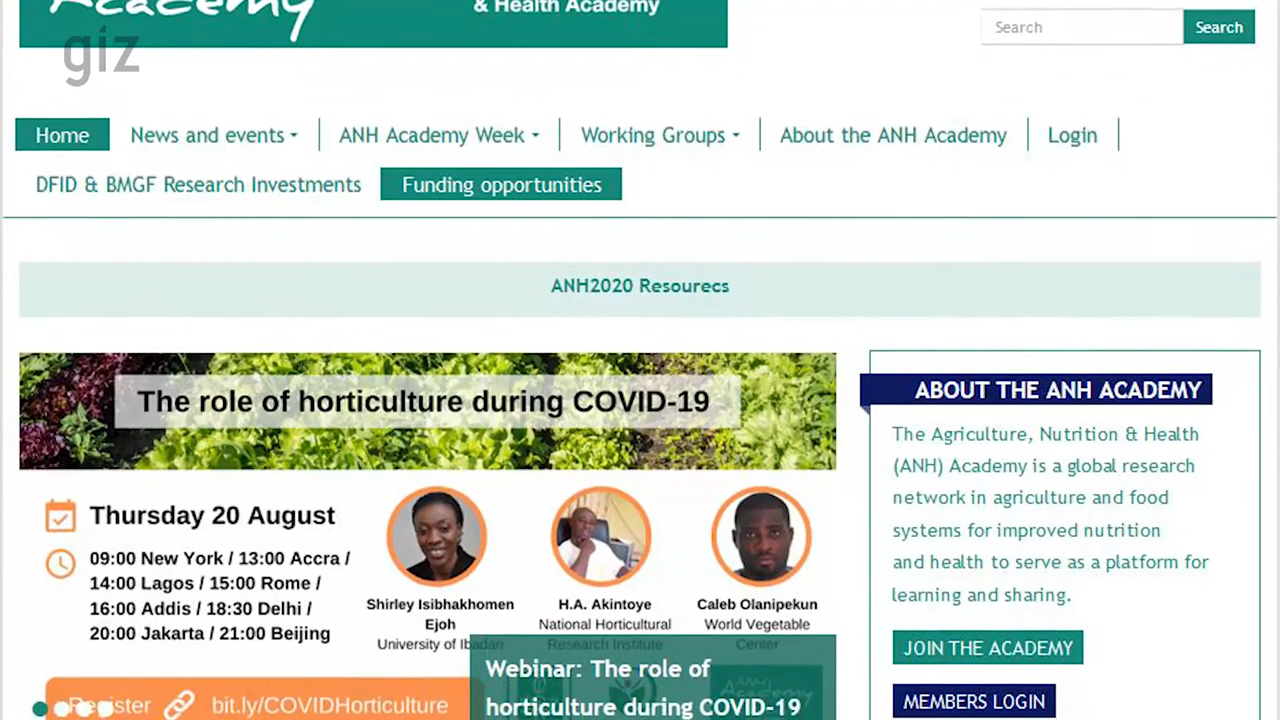 Academy
& Health Academy
giz
Search
Search
Home
News and events
ANH Academy Week
Working Groups
About the ANH Academy
Login
DFID & BMGF Research Investments
Funding opportunities
ANH2020 Resourecs
The role of horticulture during COVID-19
Thursday 20 August
09:00 New York / 13:00 Accra /
14:00 Lagos / 15:00 Rome /
16:00 Addis / 18:30 Delhi /
20:00 Jakarta / 21:00 Beijing
Shirley Isibhakhomen
Ejoh
University of Ibadan
H.A. Akintoye
National Horticultural
Research Institute
Caleb Olanipekun
World Vegetable
Center
Register
bit.ly/COVIDHorticulture
Webinar: The role of
horticulture during COVID-19
Academy
ABOUT THE ANH ACADEMY
The Agriculture, Nutrition & Health
(ANH) Academy is a global research
network in agriculture and food
systems for improved nutrition
and health to serve as a platform for
learning and sharing.
JOIN THE ACADEMY
MEMBERS LOGIN